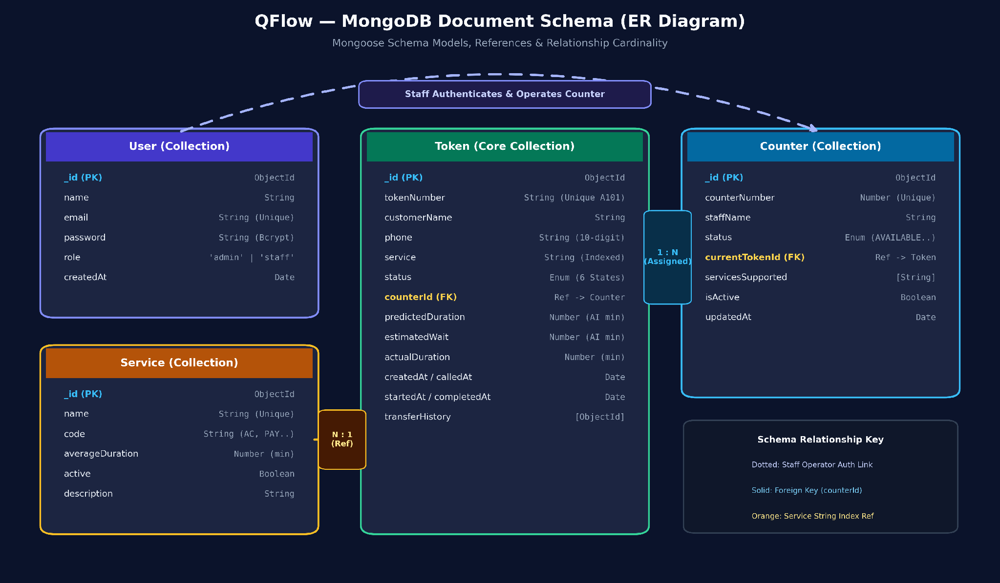 QFlow — MongoDB Document Schema (ER Diagram)
Mongoose Schema Models, References & Relationship Cardinality
Staff Authenticates & Operates Counter
User (Collection)
_id (PK) ObjectId
name String
email String (Unique)
password String (Bcrypt)
role 'admin' | 'staff'
createdAt Date
Service (Collection)
_id (PK) ObjectId
name String (Unique)
code String (AC, PAY..)
averageDuration Number (min)
active Boolean
description String
N : 1
(Ref)
Token (Core Collection)
_id (PK) ObjectId
tokenNumber String (Unique A101)
customerName String
phone String (10-digit)
service String (Indexed)
status Enum (6 States)
counterId (FK) Ref -> Counter
predictedDuration Number (AI min)
estimatedWait Number (AI min)
actualDuration Number (min)
createdAt / calledAt Date
startedAt / completedAt Date
transferHistory [ObjectId]
1 : N
(Assigned)
Counter (Collection)
_id (PK) ObjectId
counterNumber Number (Unique)
staffName String
status Enum (AVAILABLE..)
currentTokenId (FK) Ref -> Token
servicesSupported [String]
isActive Boolean
updatedAt Date
Schema Relationship Key
Dotted: Staff Operator Auth Link
Solid: Foreign Key (counterId)
Orange: Service String Index Ref